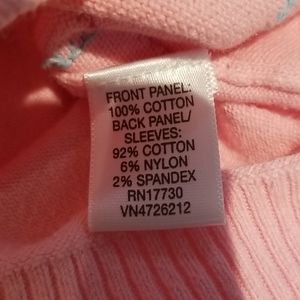 FRONT PANEL:
100% COTTON
BACK PANEL/
SLEEVES:
92% COTTON
6% NYLON
2% SPANDEX
RN17730
VN4726212